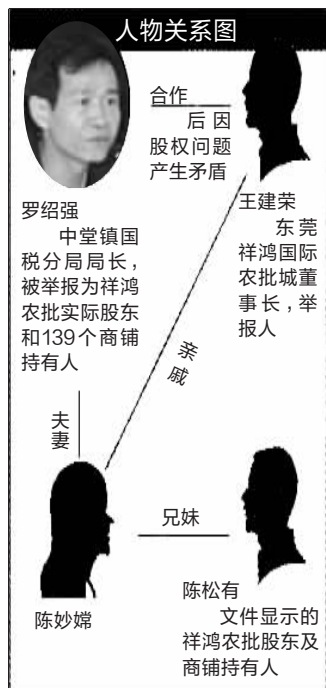 人物关系图
合作
后因
股权问题
产生矛盾
罗绍强
中堂镇国
税分局局长，
被举报为祥鸿
农批实际股东
和139个商铺
持有人
王建荣
东莞
祥鸿国际
农批城董
事长，举
报人
亲戚
夫妻
兄妹
陈妙嫦
陈松有
文件显示的
祥鸿农批股东及
商铺持有人